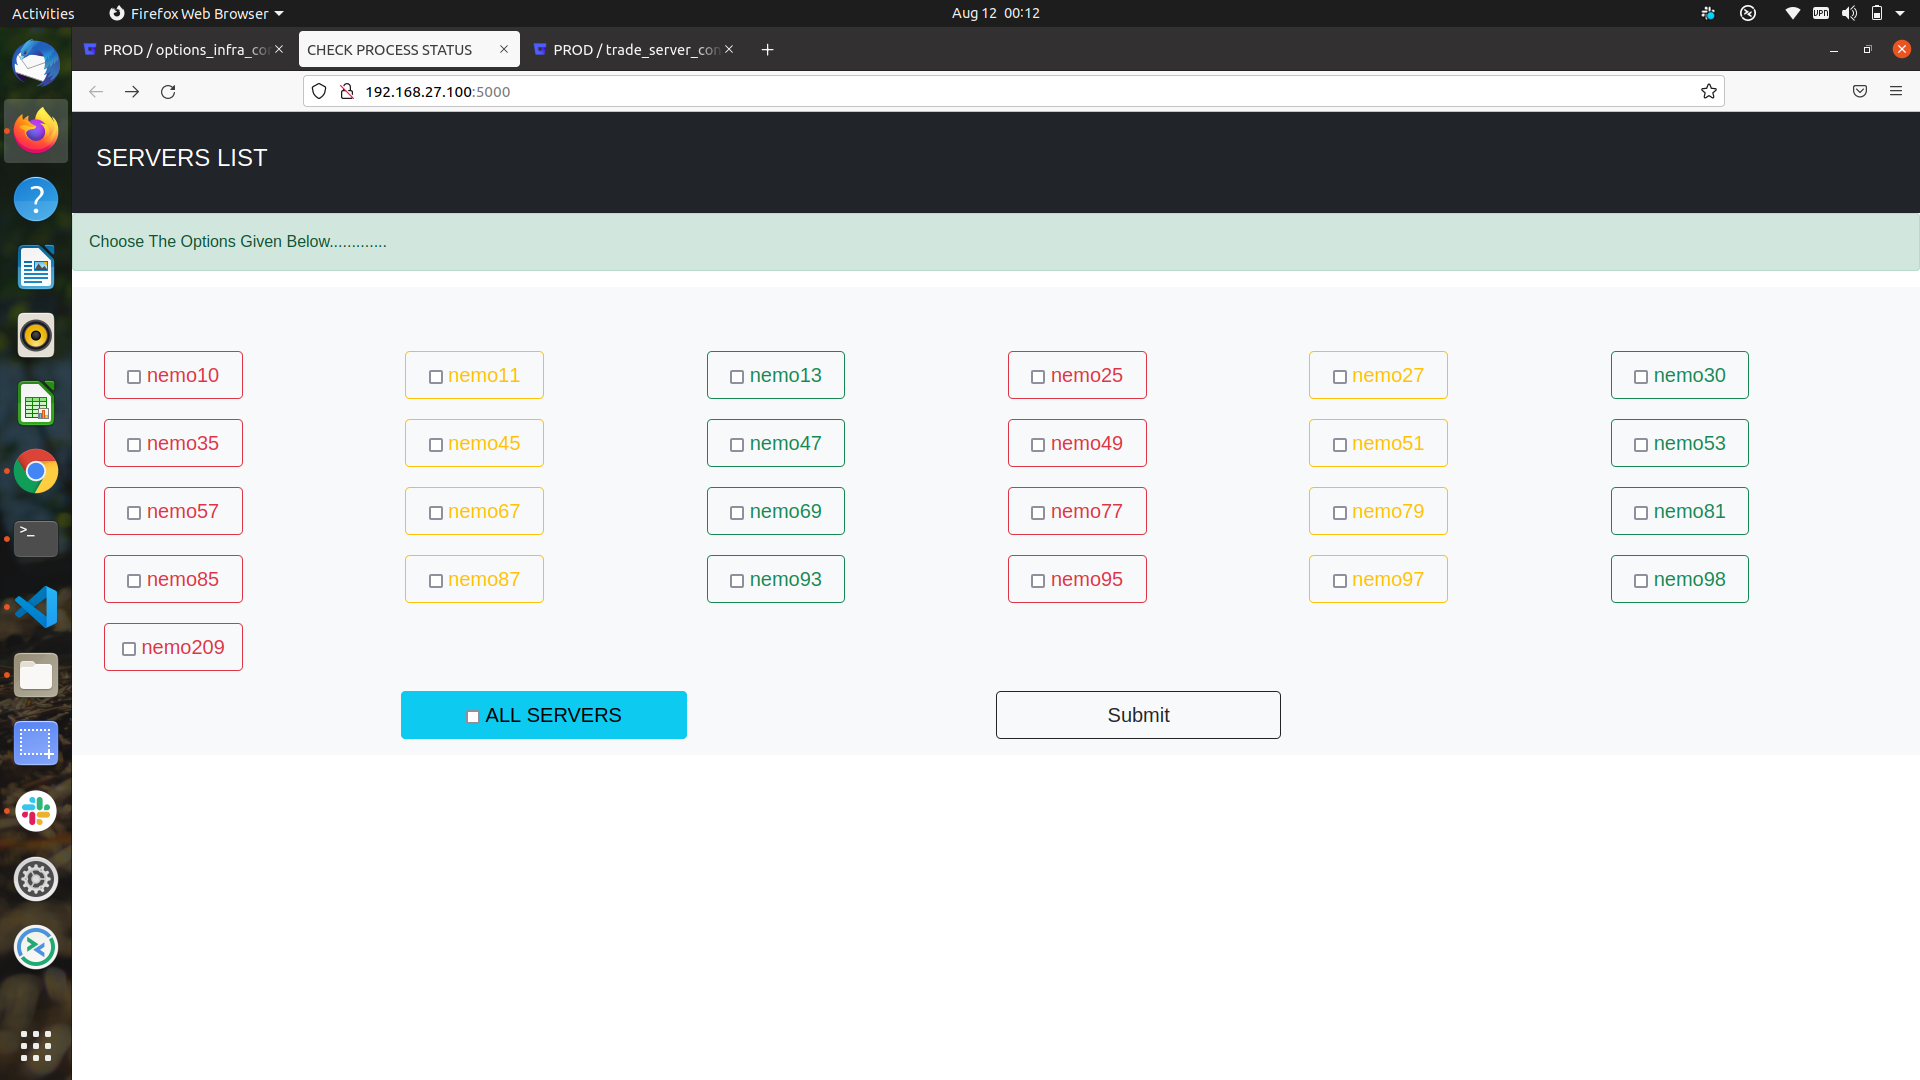 Activities Firefox Web Browser Aug 12 00:12 VPN
PROD / options_infra_co CHECK PROCESS STATUS PROD / trade_server_con
192.168.27.100:5000
SERVERS LIST
Choose The Options Given Below.............
nemo10 nemo11 nemo13 nemo25 nemo27 nemo30
nemo35 nemo45 nemo47 nemo49 nemo51 nemo53
nemo57 nemo67 nemo69 nemo77 nemo79 nemo81
nemo85 nemo87 nemo93 nemo95 nemo97 nemo98
nemo209
ALL SERVERS Submit